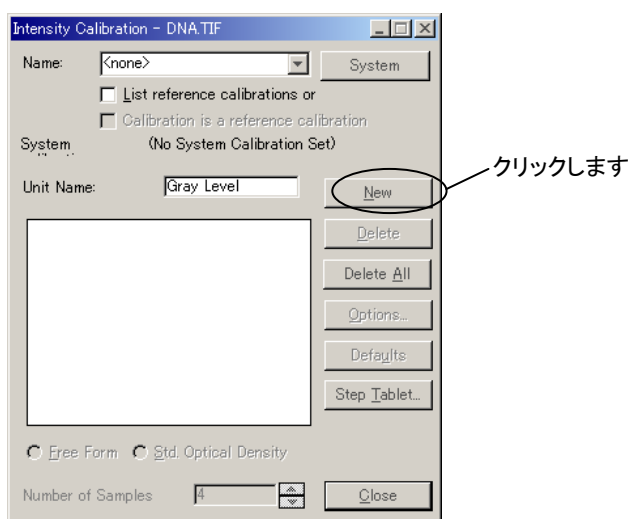 Intensity Calibration - DNA.TIF
Name: <none> System
List reference calibrations or
Calibration is a reference calibration
System (No System Calibration Set)
Unit Name: Gray Level New
クリックします
Delete
Delete All
Options...
Defaults
Step Tablet...
Free Form Std. Optical Density
Number of Samples 4 Close